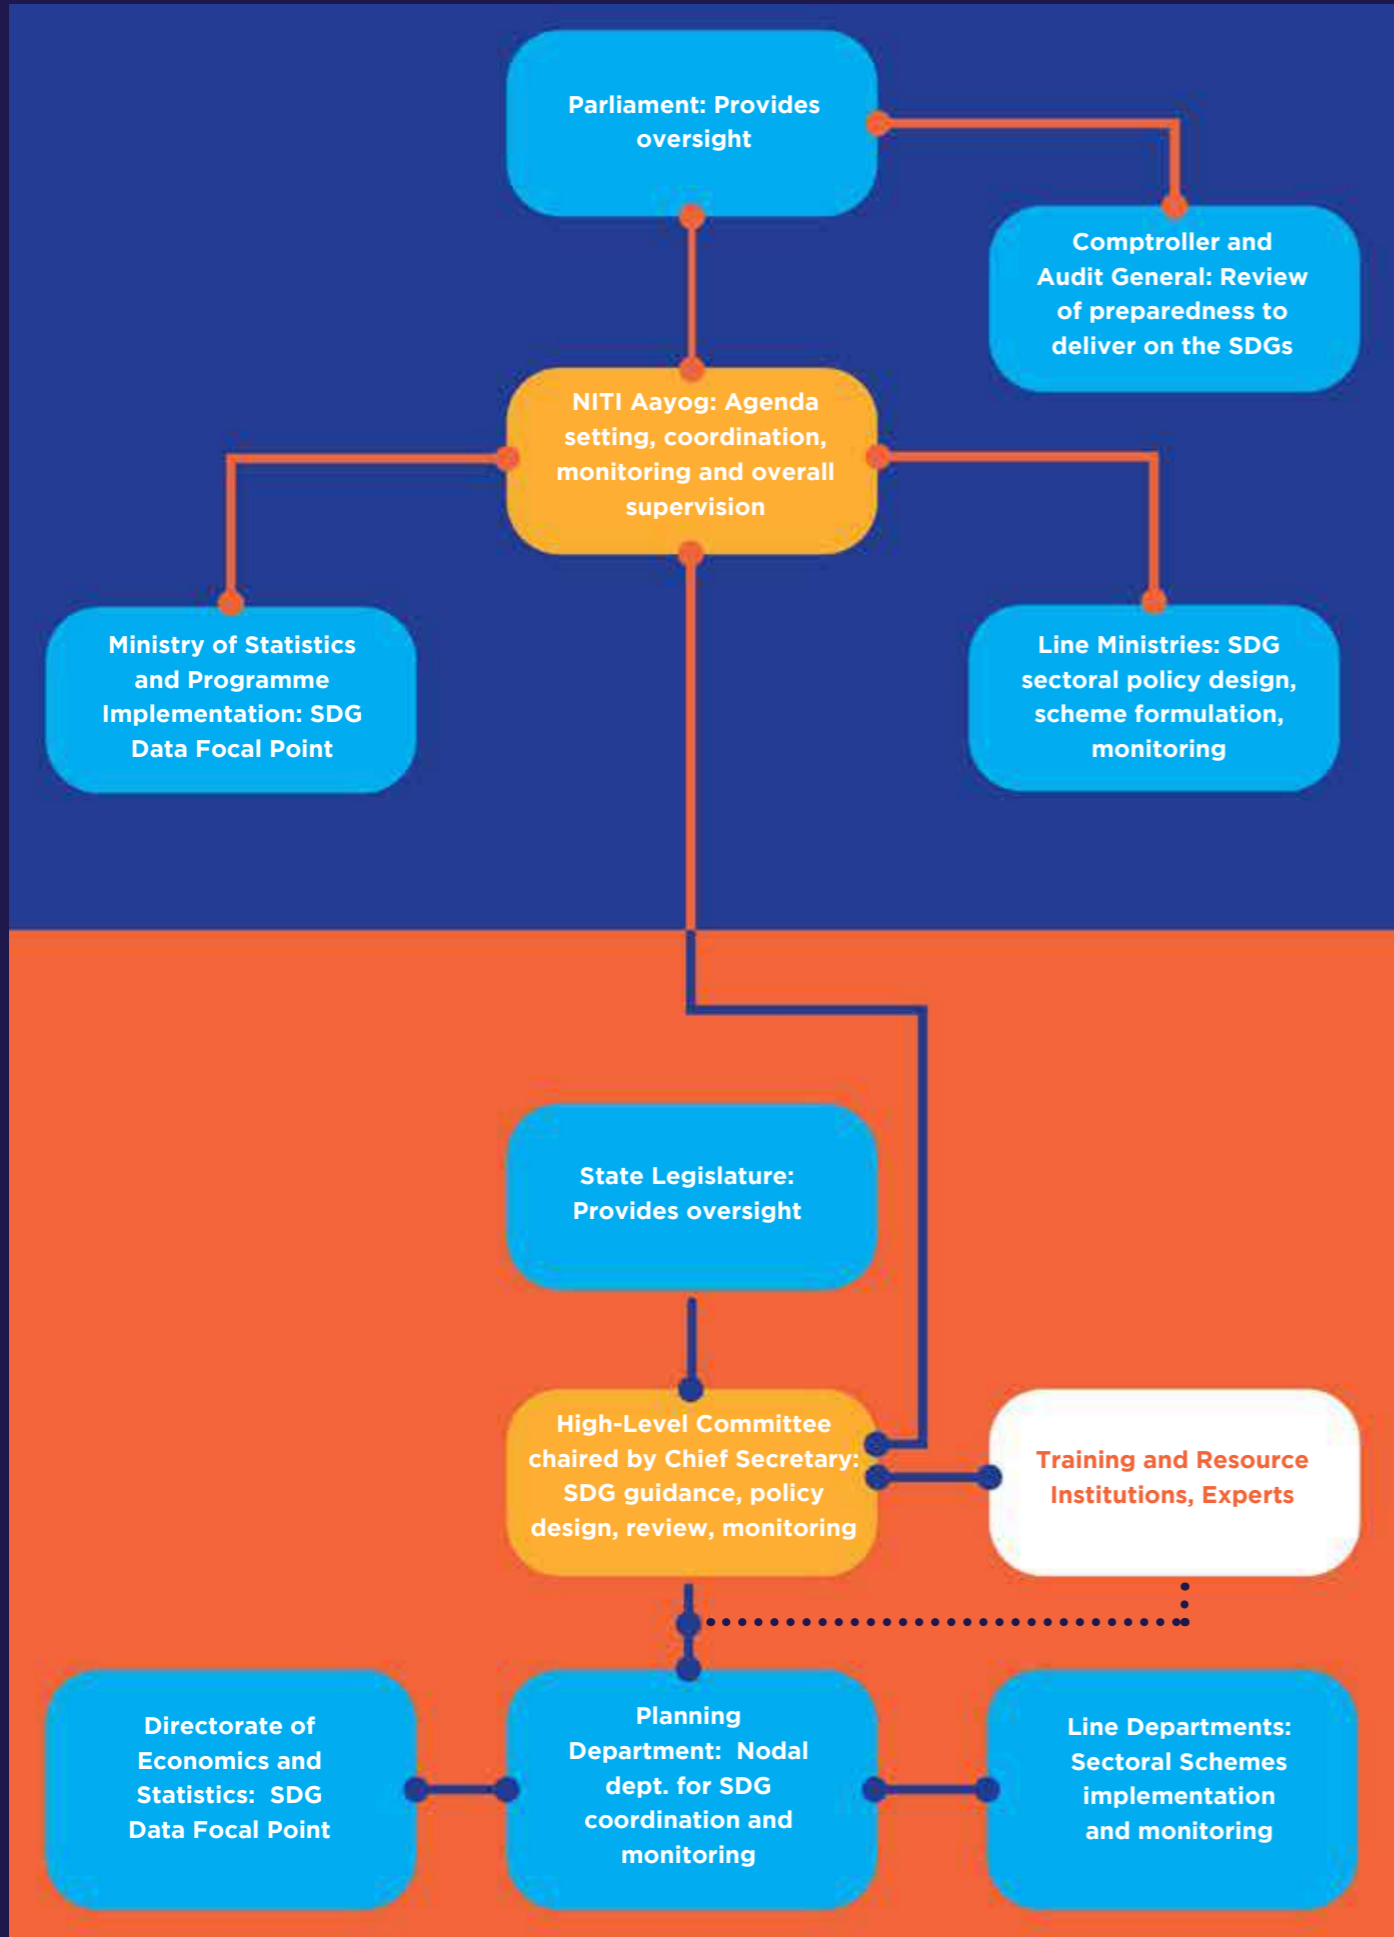 Parliament: Provides
oversight
Comptroller and
Audit General: Review
of preparedness to
deliver on the SDGs
NITI Aayog: Agenda
setting, coordination,
monitoring and overall
supervision
Ministry of Statistics
and Programme
Implementation: SDG
Data Focal Point
Line Ministries: SDG
sectoral policy design,
scheme formulation,
monitoring
State Legislature:
Provides oversight
High-Level Committee
chaired by Chief Secretary:
SDG guidance, policy
design, review, monitoring
Training and Resource
Institutions, Experts
Directorate of
Economics and
Statistics: SDG
Data Focal Point
Planning
Department: Nodal
dept. for SDG
coordination and
monitoring
Line Departments:
Sectoral Schemes
implementation
and monitoring